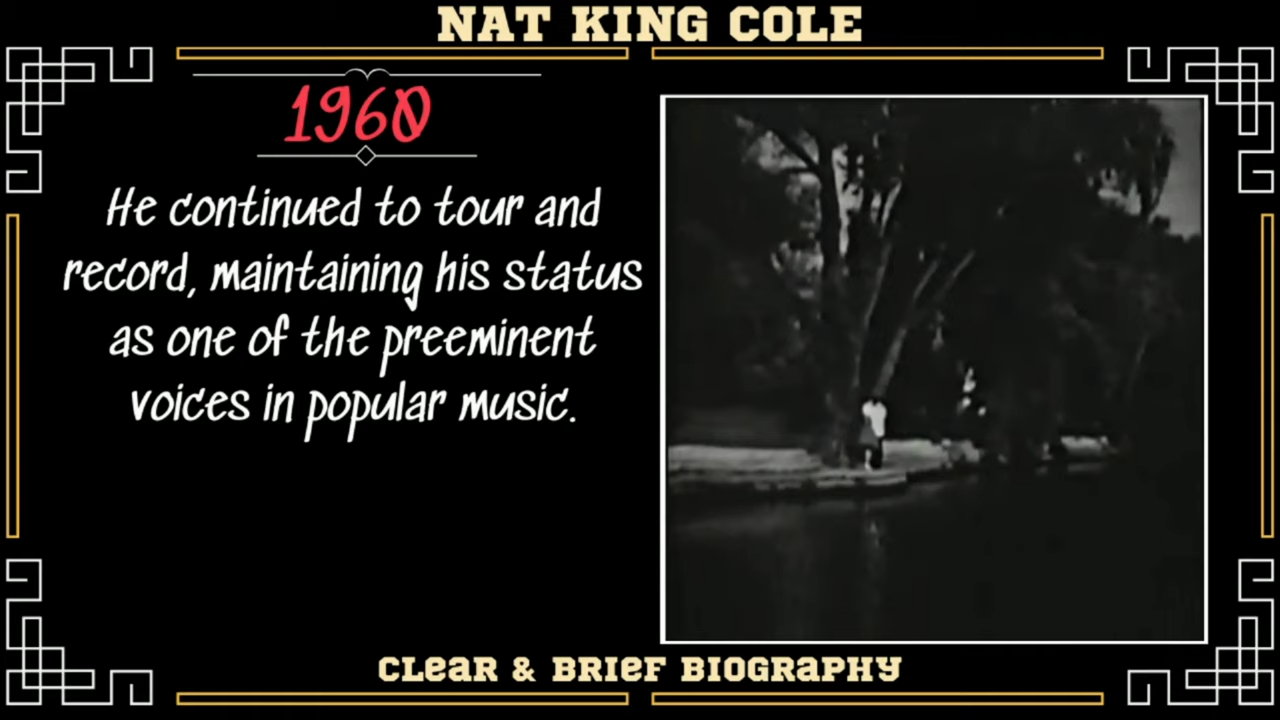 NAT KING COLE
1960
He continued to tour and
record, maintaining his status
as one of the preeminent
voices in popular music.
CLeaR & BRIEF BIOGRaPHY